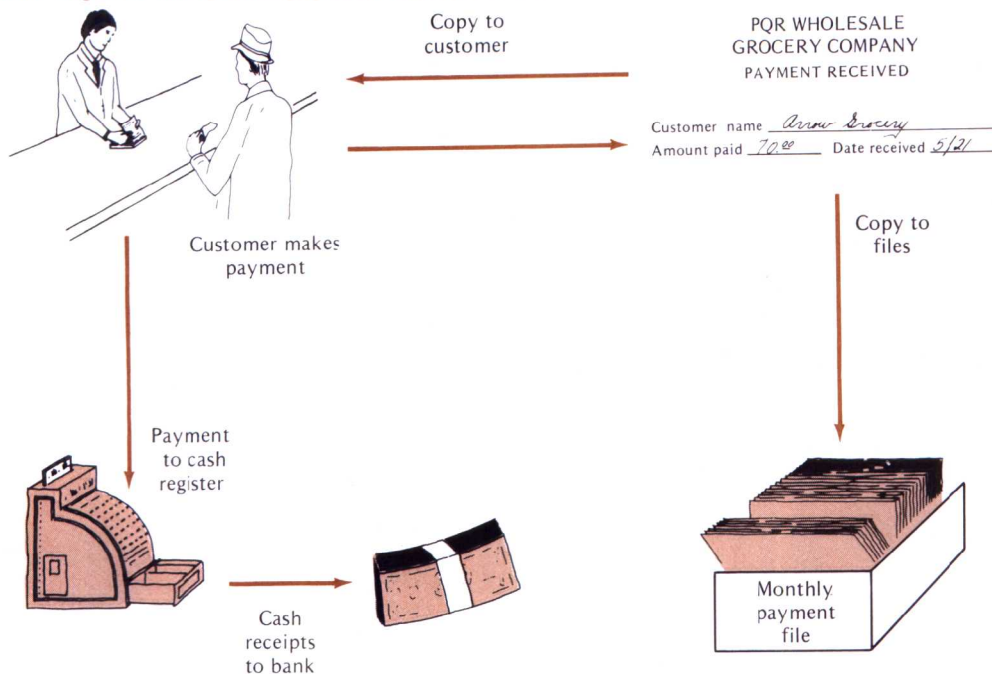 Copy to
customer
PQR WHOLESALE
GROCERY COMPANY
PAYMENT RECEIVED
Customer name Arrow Grocery
Amount paid 70.00 Date received 5/21
Customer makes
payment
Copy to
files
Payment
to cash
register
Cash
receipts
to bank
Monthly
payment
file